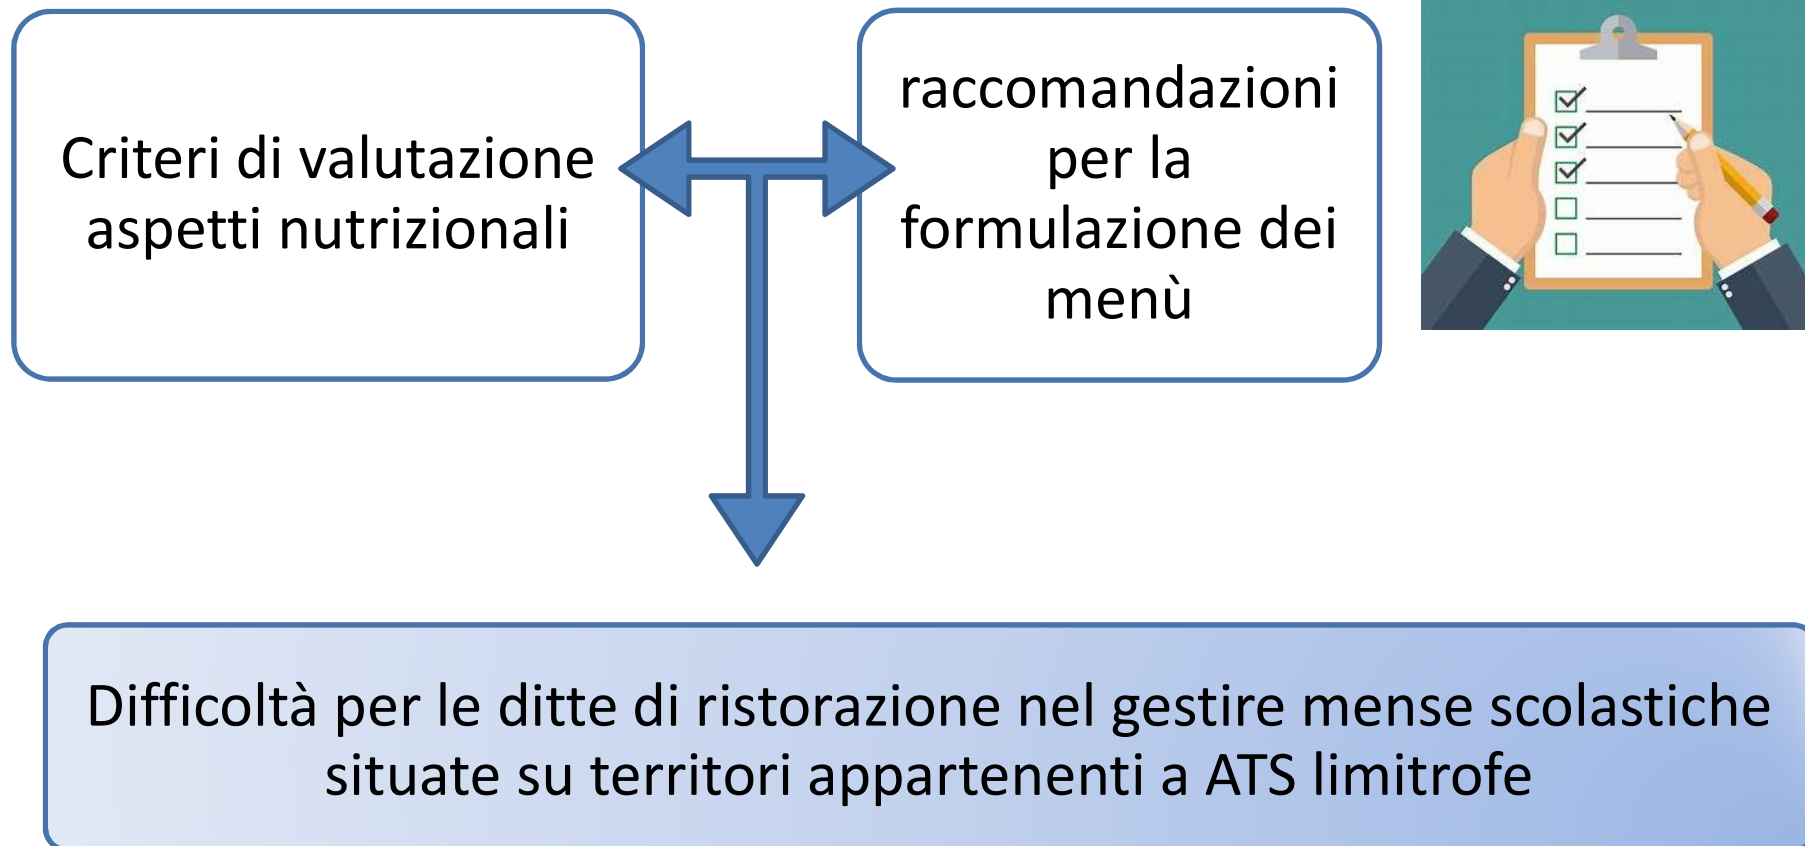 Criteri di valutazione
aspetti nutrizionali
raccomandazioni
per la
formulazione dei
menù
Difficoltà per le ditte di ristorazione nel gestire mense scolastiche
situate su territori appartenenti a ATS limitrofe